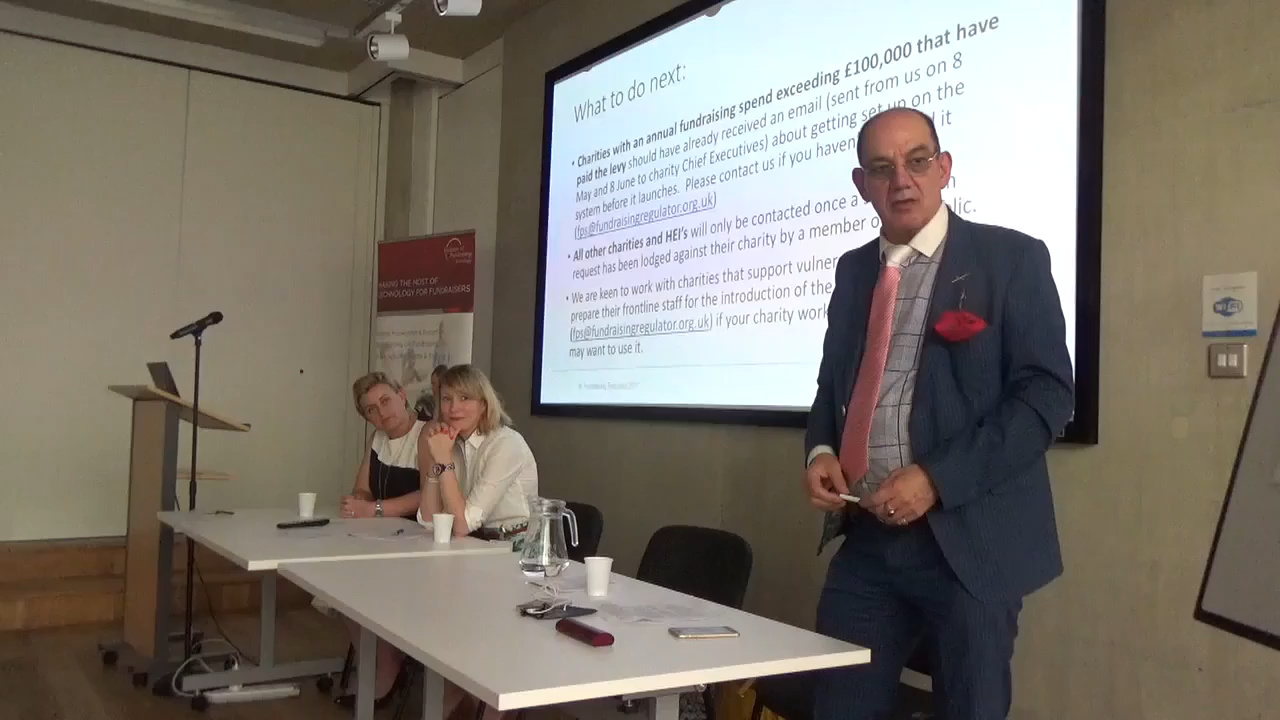 What to do next:
• Charities with an annual fundraising spend exceeding £100,000 that have
paid the levy should have already received an email (sent from us on 8
May and 8 June to charity Chief Executives) about getting set up on the
system before it launches. Please contact us if you haven it
(fps@fundraisingregulator.org.uk)
• All other charities and HEI's will only be contacted once a
request has been lodged against their charity by a member lic.
• We are keen to work with charities that support vulner
prepare their frontline staff for the introduction of the
(fps@fundraisingregulator.org.uk) if your charity work
may want to use it.
MAKING THE MOST OF
TECHNOLOGY FOR FUNDRAISERS